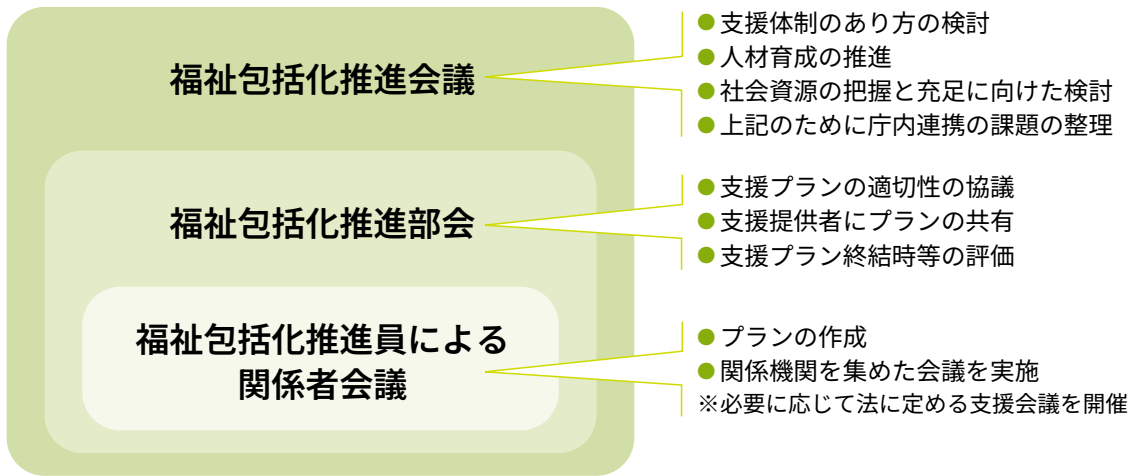 福祉包括化推進会議
●支援体制のあり方の検討
●人材育成の推進
●社会資源の把握と充足に向けた検討
●上記のために庁内連携の課題の整理
福祉包括化推進部会
●支援プランの適切性の協議
●支援提供者にプランの共有
●支援プラン終結時等の評価
福祉包括化推進員による
関係者会議
●プランの作成
●関係機関を集めた会議を実施
※必要に応じて法に定める支援会議を開催